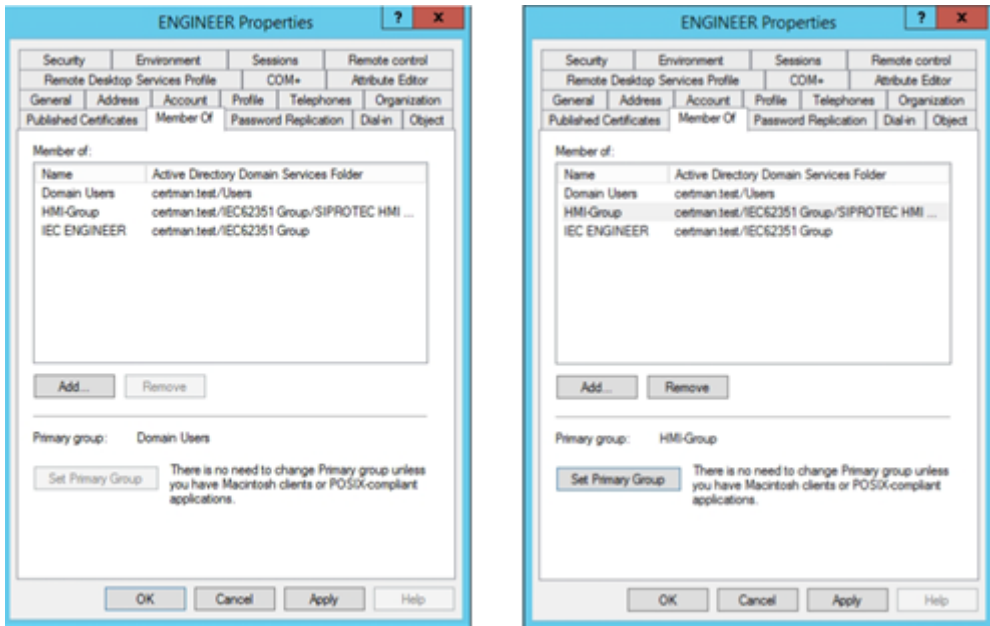 ENGINEER Properties
? x
Security Environment Sessions Remote control
Remote Desktop Services Profile COM+ Attribute Editor
General Address Account Profile Telephones Organization
Published Certificates Member Of Password Replication Dial-in Object
Member of:
Name Active Directory Domain Services Folder
Domain Users certman.test/Users
HMI-Group certman.test/IEC62351 Group/SIPROTEC HMI ...
IEC ENGINEER certman.test/IEC62351 Group
Add... Remove
Primary group: Domain Users
Set Primary Group
There is no need to change Primary group unless
you have Macintosh clients or POSIX-compliant
applications.
OK Cancel Apply Help
ENGINEER Properties
? x
Security Environment Sessions Remote control
Remote Desktop Services Profile COM+ Attribute Editor
General Address Account Profile Telephones Organization
Published Certificates Member Of Password Replication Dial-in Object
Member of:
Name Active Directory Domain Services Folder
Domain Users certman.test/Users
HMI-Group certman.test/IEC62351 Group/SIPROTEC HMI ...
IEC ENGINEER certman.test/IEC62351 Group
Add... Remove
Primary group: HMI-Group
Set Primary Group
There is no need to change Primary group unless
you have Macintosh clients or POSIX-compliant
applications.
OK Cancel Apply Help